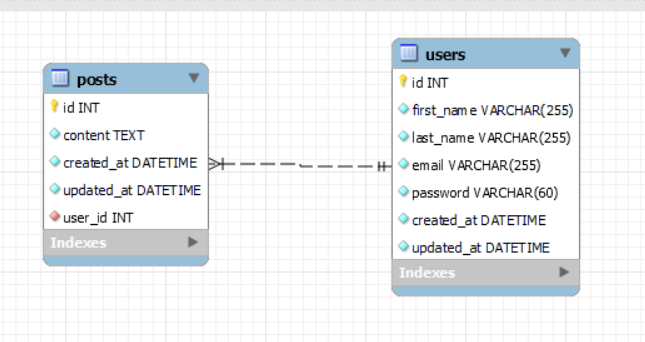 posts
id INT
content TEXT
created_at DATETIME
updated_at DATETIME
user_id INT
Indexes
users
id INT
first_name VARCHAR(255)
last_name VARCHAR(255)
email VARCHAR(255)
password VARCHAR(60)
created_at DATETIME
updated_at DATETIME
Indexes